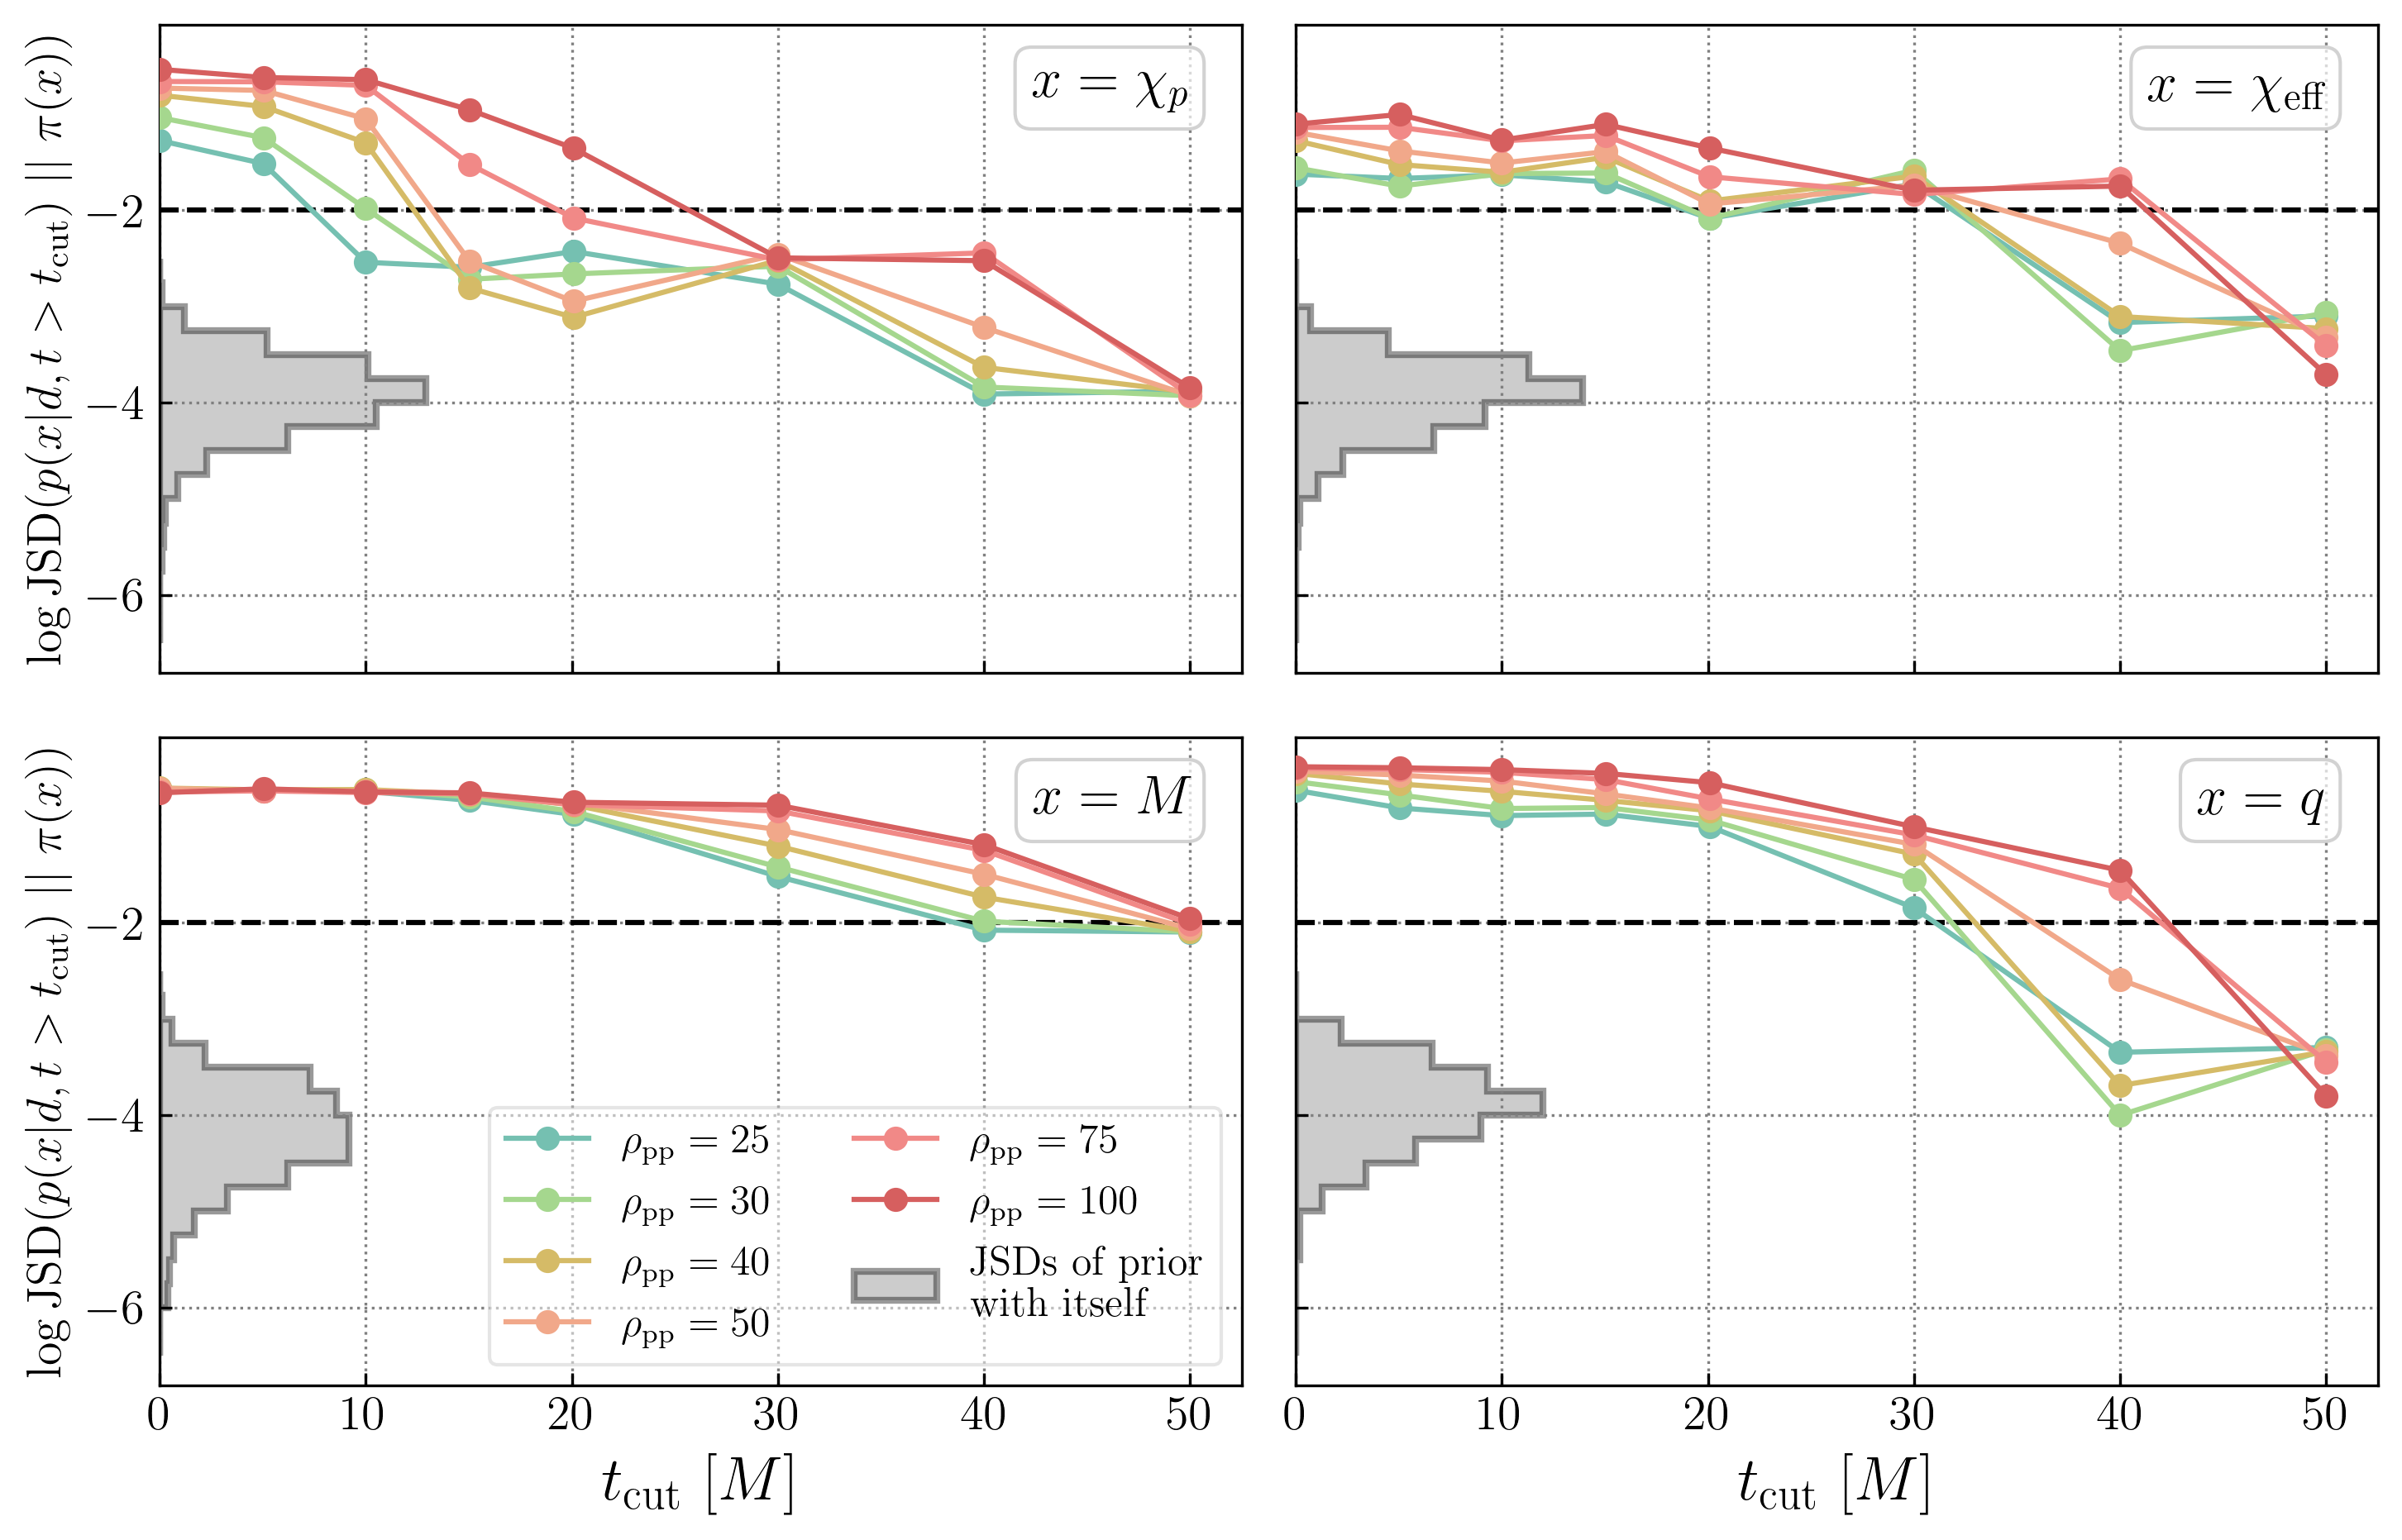 log JSD(p(x|d, t > t_cut) || π(x))
−2
−4
−6
x = χ_p
x = χ_eff
log JSD(p(x|d, t > t_cut) || π(x))
−2
−4
−6
x = M
x = q
ρ_pp = 25
ρ_pp = 30
ρ_pp = 40
ρ_pp = 50
ρ_pp = 75
ρ_pp = 100
JSDs of prior
with itself
0 10 20 30 40 50
0 10 20 30 40 50
t_cut [M]
t_cut [M]